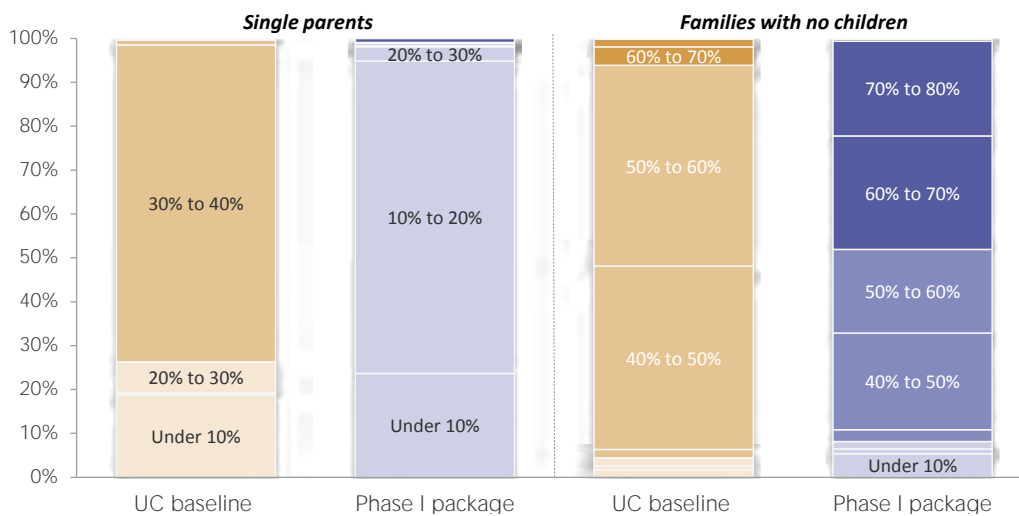 Single parents Families with no children
100%
90%
80%
70%
60%
50%
40%
30%
20%
10%
0%
30% to 40%
20% to 30%
Under 10%
20% to 30%
10% to 20%
Under 10%
60% to 70%
50% to 60%
40% to 50%
70% to 80%
60% to 70%
50% to 60%
40% to 50%
Under 10%
UC baseline Phase I package UC baseline Phase I package